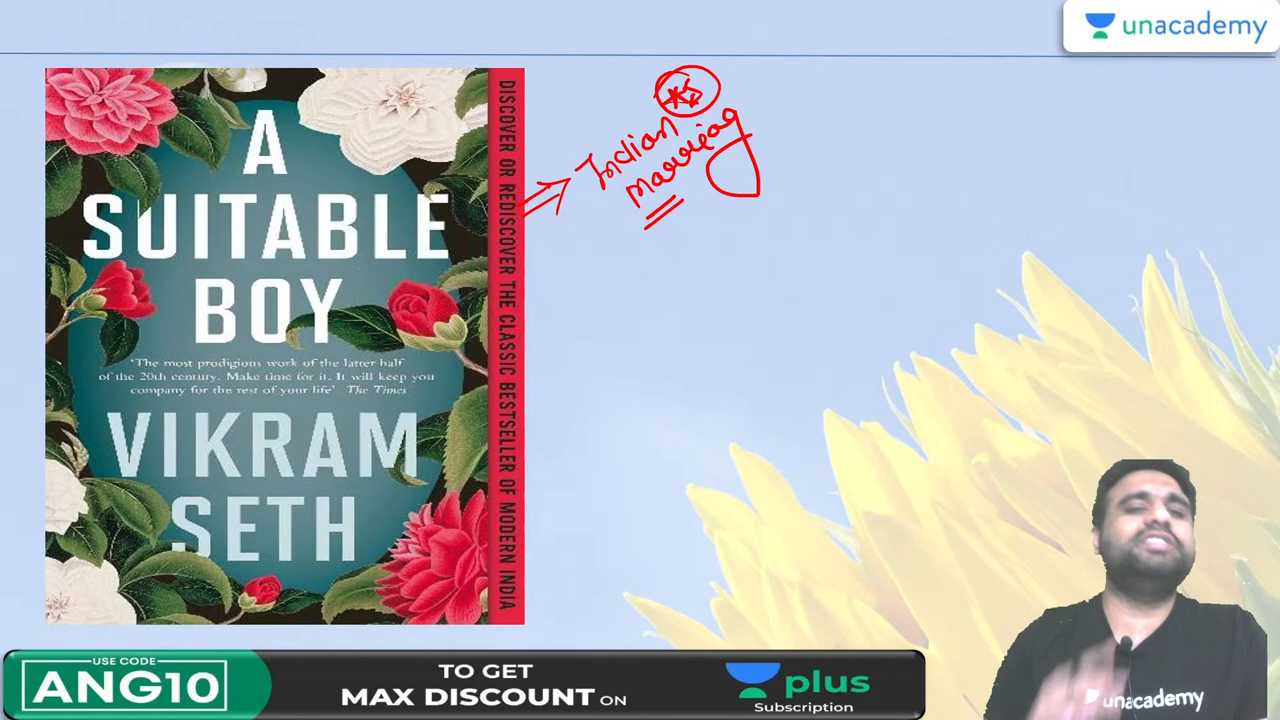 unacademy
A
SUITABLE
BOY
'The most prodigious work of the latter half
of the 20th century. Make time for it. It will keep you
company for the rest of your life' The Times
VIKRAM
SETH
DISCOVER OR REDISCOVER THE CLASSIC BESTSELLER OF MODERN INDIA
Indian
USE CODE
ANG10
TO GET
MAX DISCOUNT ON
plus
Subscription
unacademy